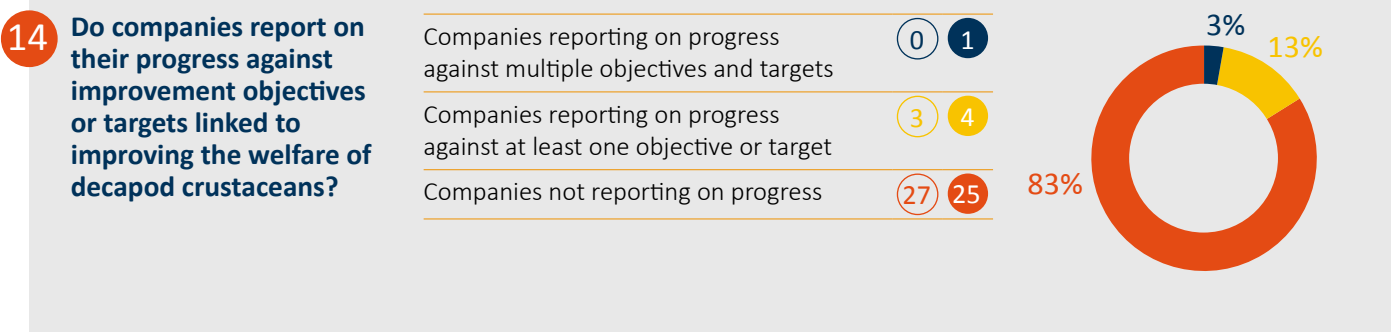 14
Do companies report on
their progress against
improvement objectives
or targets linked to
improving the welfare of
decapod crustaceans?
Companies reporting on progress
against multiple objectives and targets
0 1
Companies reporting on progress
against at least one objective or target
3 4
Companies not reporting on progress
27 25
3%
13%
83%